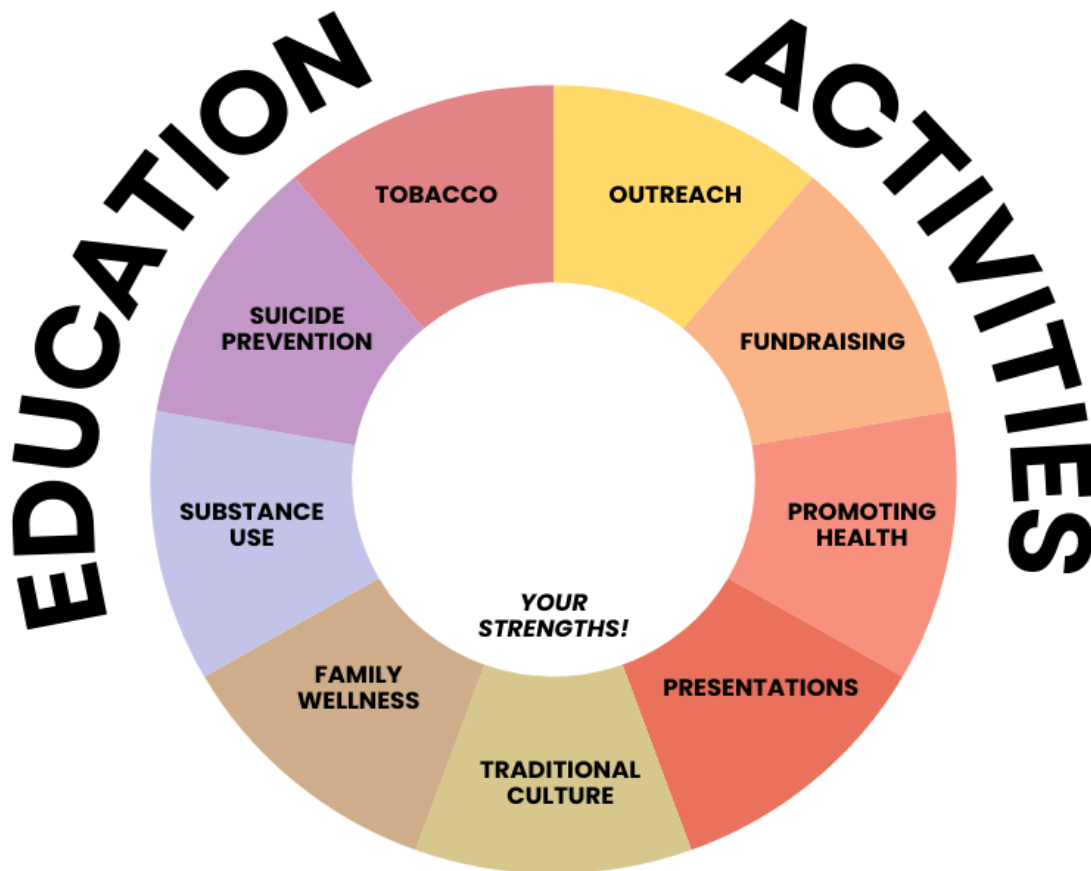 EDUCATION
ACTIVITIES
TOBACCO
OUTREACH
SUICIDE
PREVENTION
FUNDRAISING
SUBSTANCE
USE
PROMOTING
HEALTH
YOUR
STRENGTHS!
FAMILY
WELLNESS
PRESENTATIONS
TRADITIONAL
CULTURE